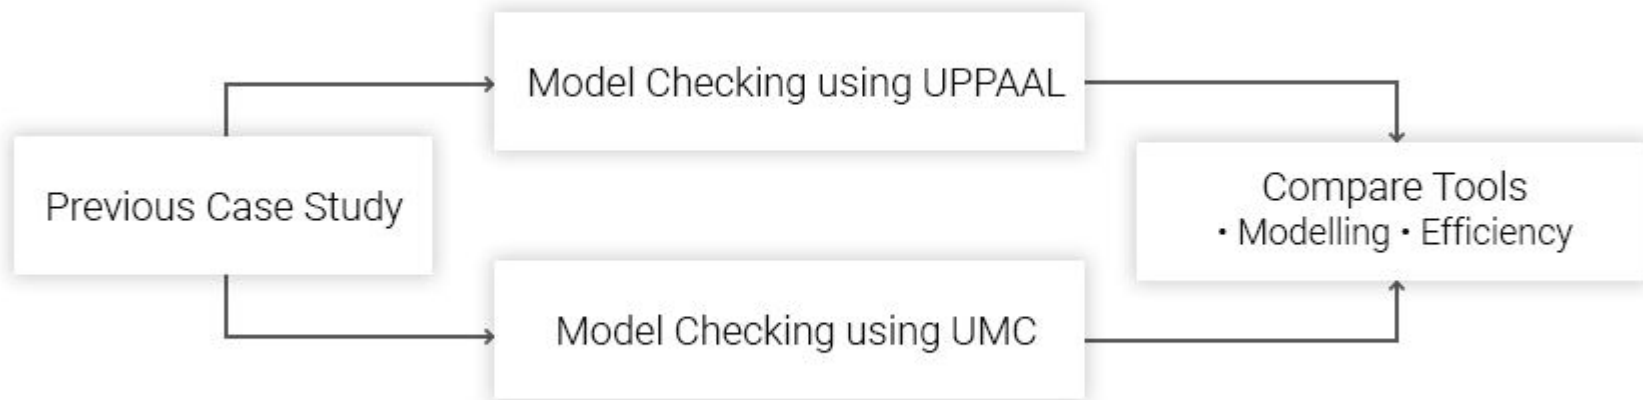 Model Checking using UPPAAL
Previous Case Study
Compare Tools
• Modelling • Efficiency
Model Checking using UMC